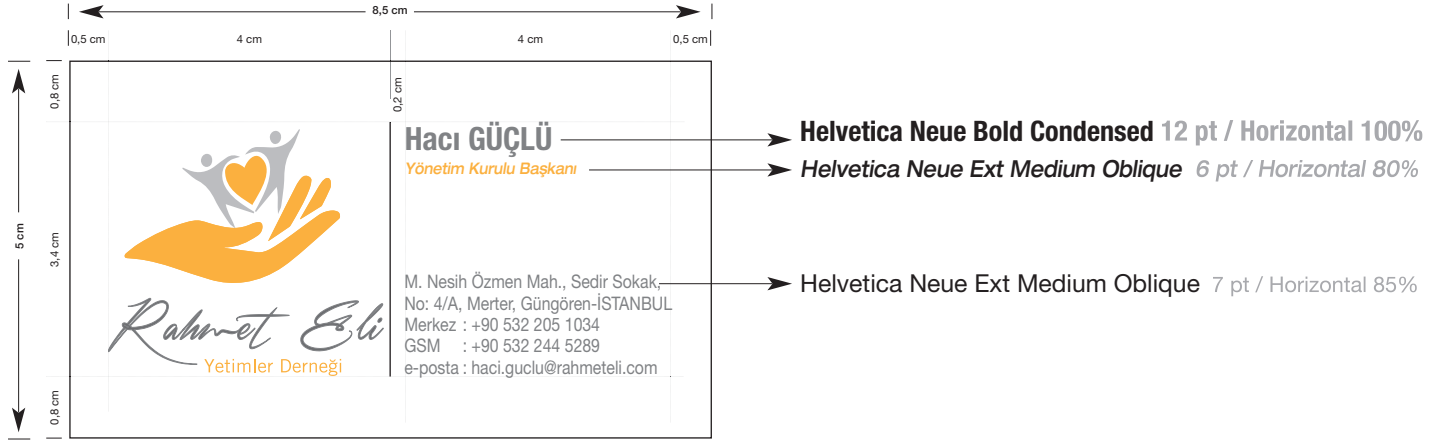 8,5 cm
0,5 cm
4 cm
4 cm
0,5 cm
0,8 cm
0,2 cm
Hacı GÜÇLÜ
Helvetica Neue Bold Condensed 12 pt / Horizontal 100%
Yönetim Kurulu Başkanı
Helvetica Neue Ext Medium Oblique 6 pt / Horizontal 80%
5 cm
3,4 cm
M. Nesih Özmen Mah., Sedir Sokak,
Helvetica Neue Ext Medium Oblique 7 pt / Horizontal 85%
No: 4/A, Merter, Güngören-İSTANBUL
Merkez : +90 532 205 1034
GSM : +90 532 244 5289
e-posta : haci.guclu@rahmeteli.com
Rahmet Eli
Yetimler Derneği
0,8 cm